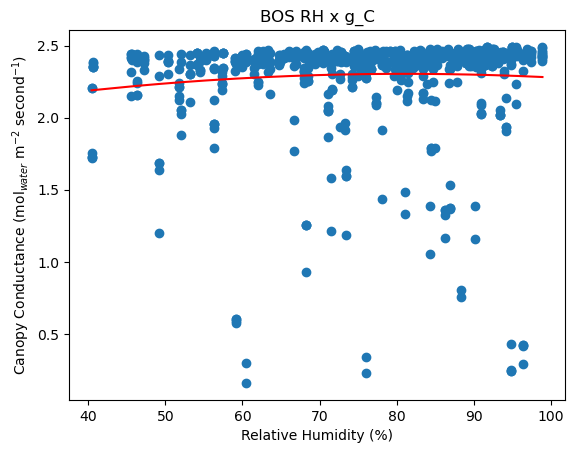 BOS RH x g_C
2.5
2.0
1.5
1.0
0.5
Canopy Conductance (mol_water m⁻² second⁻¹)
40 50 60 70 80 90 100
Relative Humidity (%)